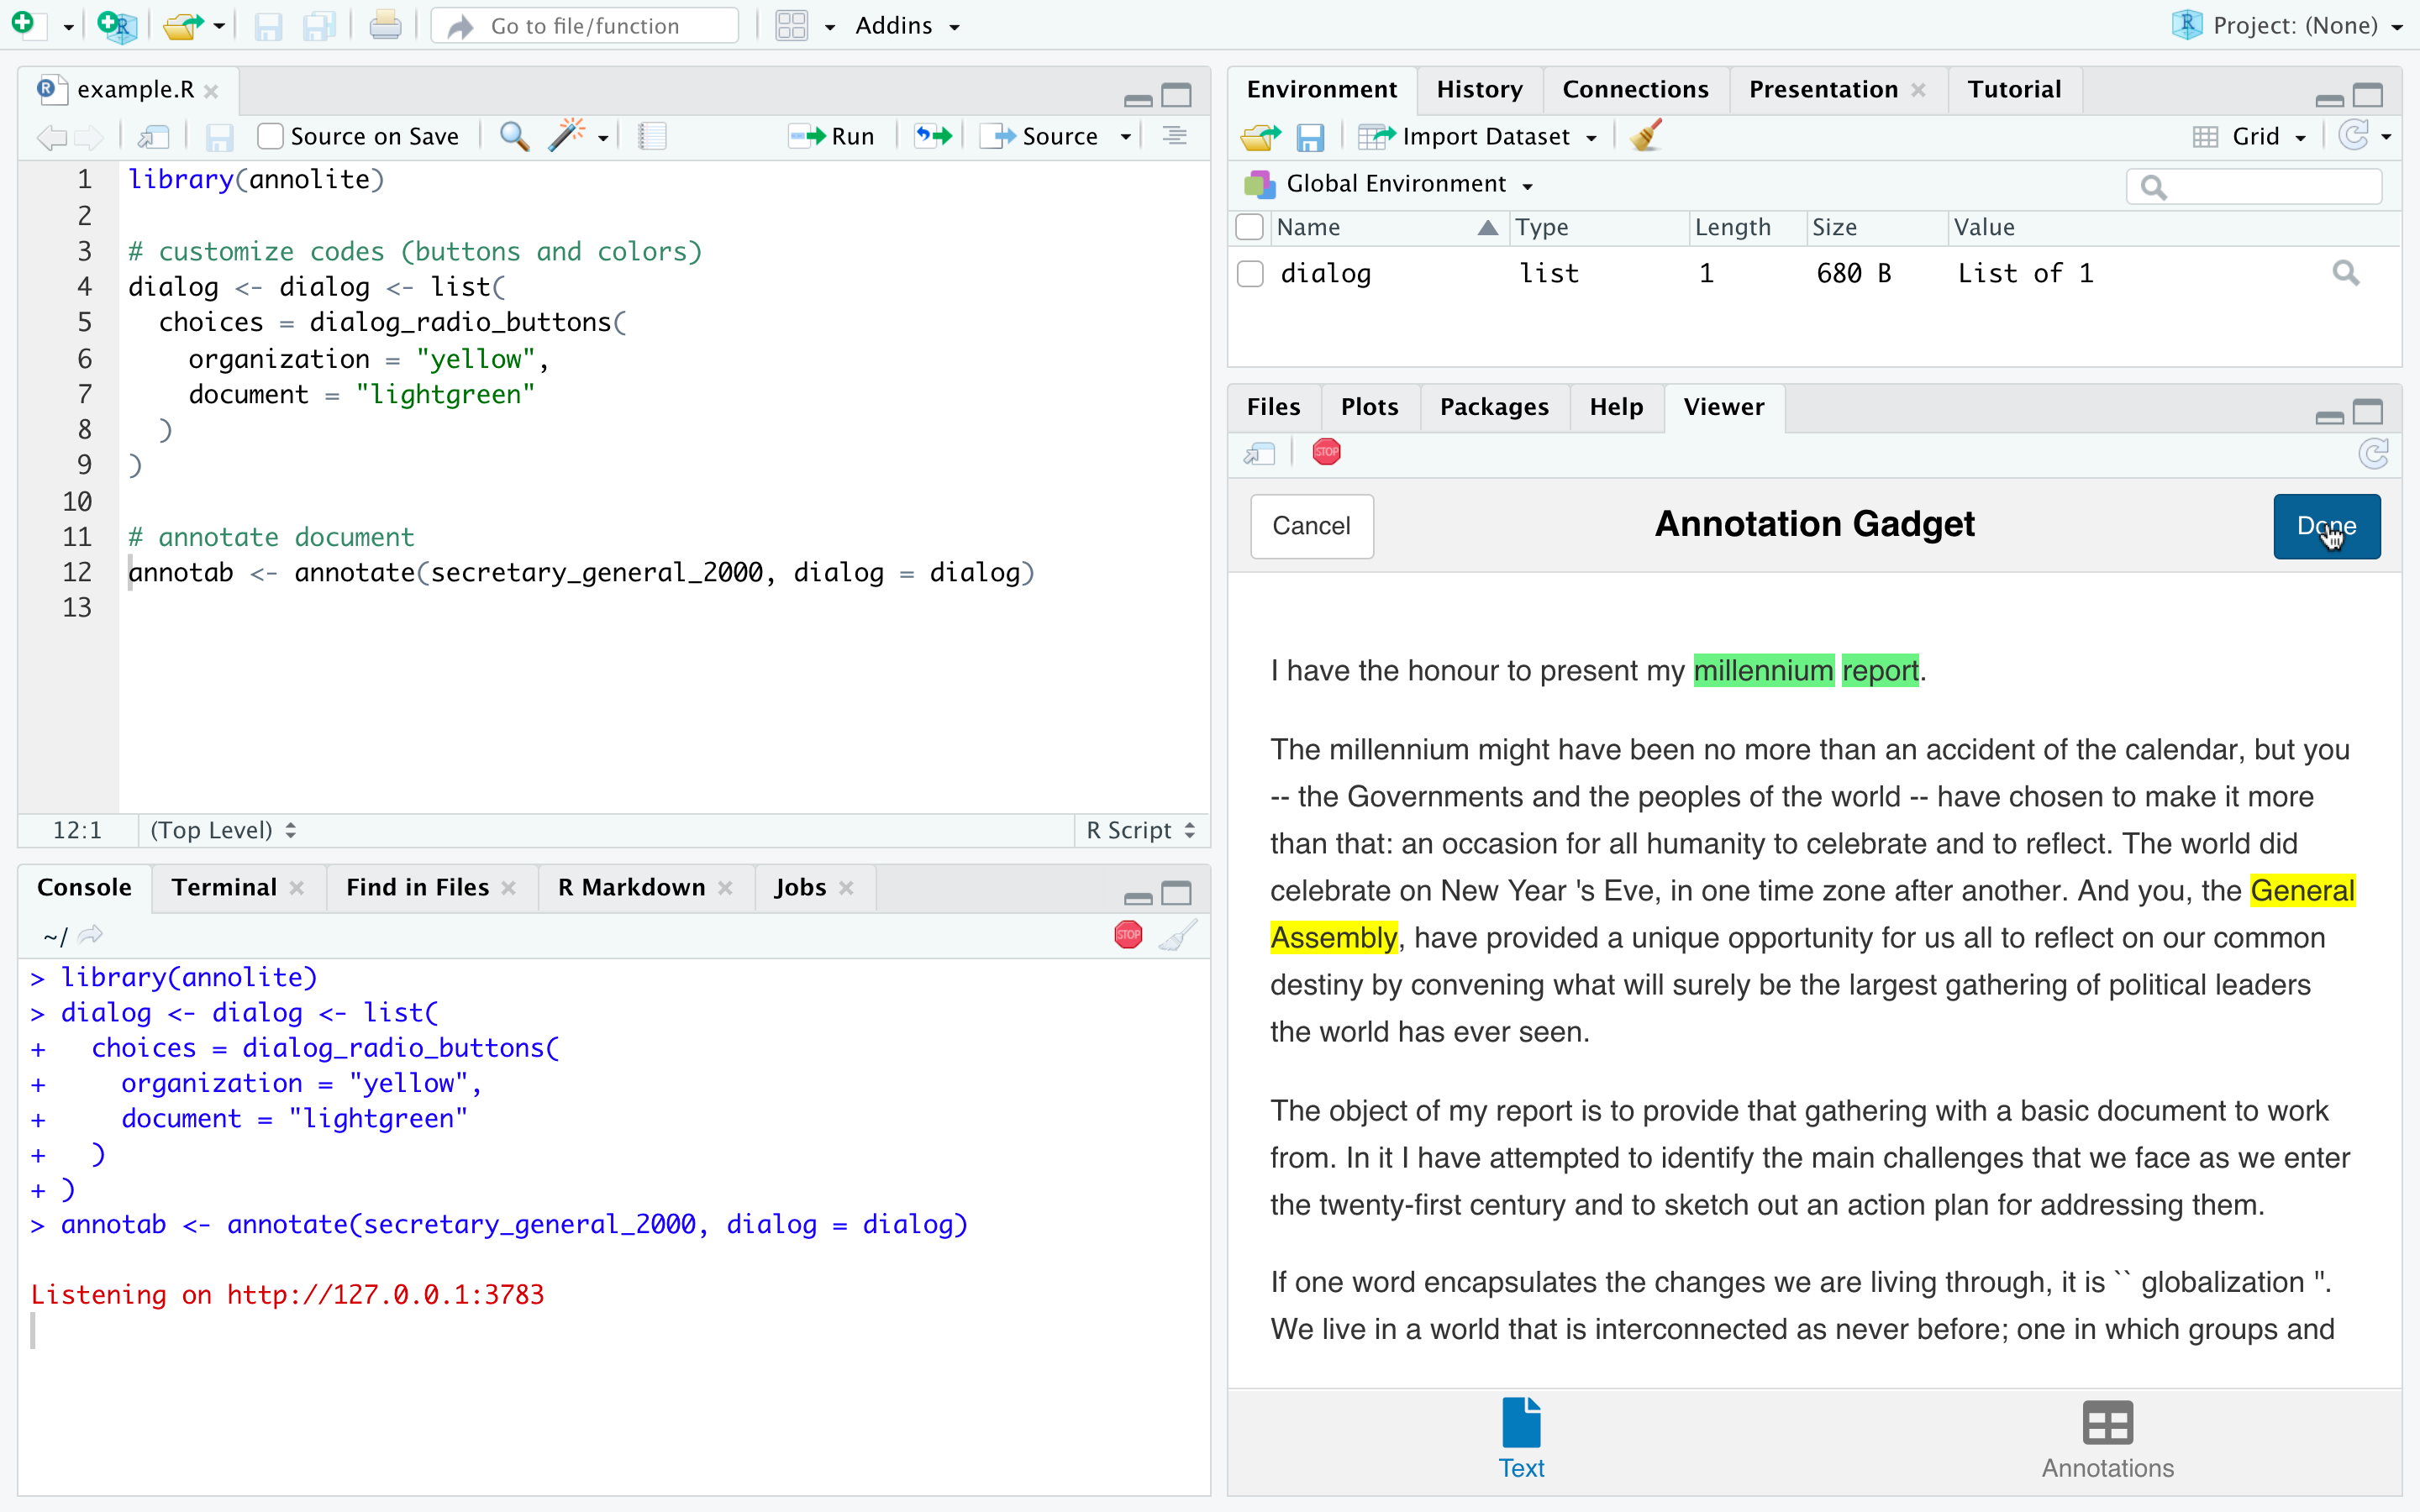 Go to file/function
Addins
Project: (None)
example.R
Source on Save
Run
Source
1 library(annolite)
2
3 # customize codes (buttons and colors)
4 dialog <- dialog <- list(
5   choices = dialog_radio_buttons(
6     organization = "yellow",
7     document = "lightgreen"
8   )
9 )
10
11 # annotate document
12 annotab <- annotate(secretary_general_2000, dialog = dialog)
13
12:1
(Top Level)
R Script
Console
Terminal
Find in Files
R Markdown
Jobs
~/
STOP
> library(annolite)
> dialog <- dialog <- list(
+   choices = dialog_radio_buttons(
+     organization = "yellow",
+     document = "lightgreen"
+   )
+ )
> annotab <- annotate(secretary_general_2000, dialog = dialog)
Listening on http://127.0.0.1:3783
Environment
History
Connections
Presentation
Tutorial
Import Dataset
Grid
Global Environment
Name
Type
Length
Size
Value
dialog
list
1
680 B
List of 1
Files
Plots
Packages
Help
Viewer
STOP
Cancel
Annotation Gadget
Done
I have the honour to present my millennium report.
The millennium might have been no more than an accident of the calendar, but you
-- the Governments and the peoples of the world -- have chosen to make it more
than that: an occasion for all humanity to celebrate and to reflect. The world did
celebrate on New Year 's Eve, in one time zone after another. And you, the General
Assembly, have provided a unique opportunity for us all to reflect on our common
destiny by convening what will surely be the largest gathering of political leaders
the world has ever seen.
The object of my report is to provide that gathering with a basic document to work
from. In it I have attempted to identify the main challenges that we face as we enter
the twenty-first century and to sketch out an action plan for addressing them.
If one word encapsulates the changes we are living through, it is `` globalization ".
We live in a world that is interconnected as never before; one in which groups and
Text
Annotations